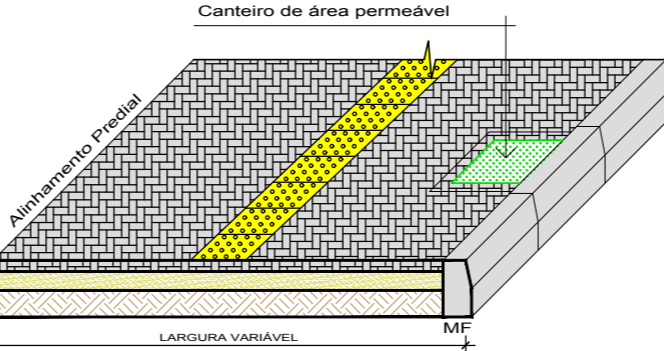 Canteiro de área permeável
Alinhamento Predial
MF
LARGURA VARIÁVEL